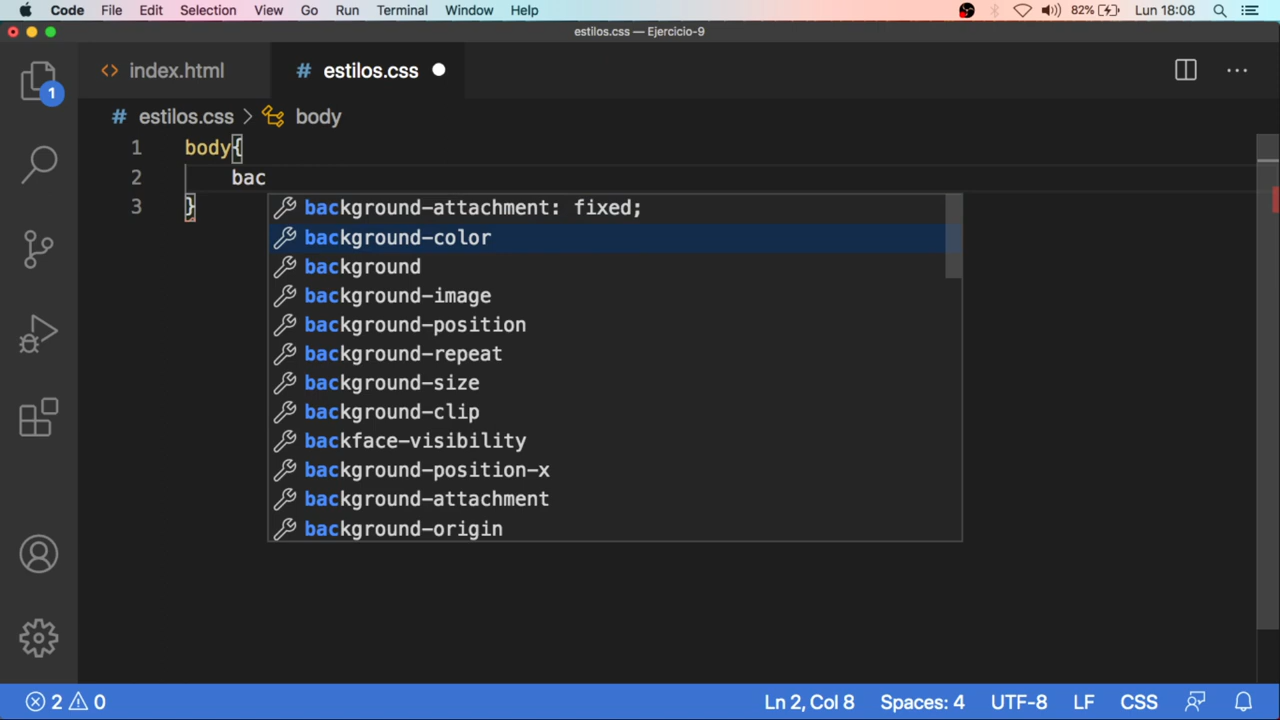 Code File Edit Selection View Go Run Terminal Window Help 82% Lun 18:08
estilos.css — Ejercicio-9
<> index.html # estilos.css
# estilos.css > body
1 body{
2 bac
3 }
background-attachment: fixed;
background-color
background
background-image
background-position
background-repeat
background-size
background-clip
backface-visibility
background-position-x
background-attachment
background-origin
1
2 0 Ln 2, Col 8 Spaces: 4 UTF-8 LF CSS